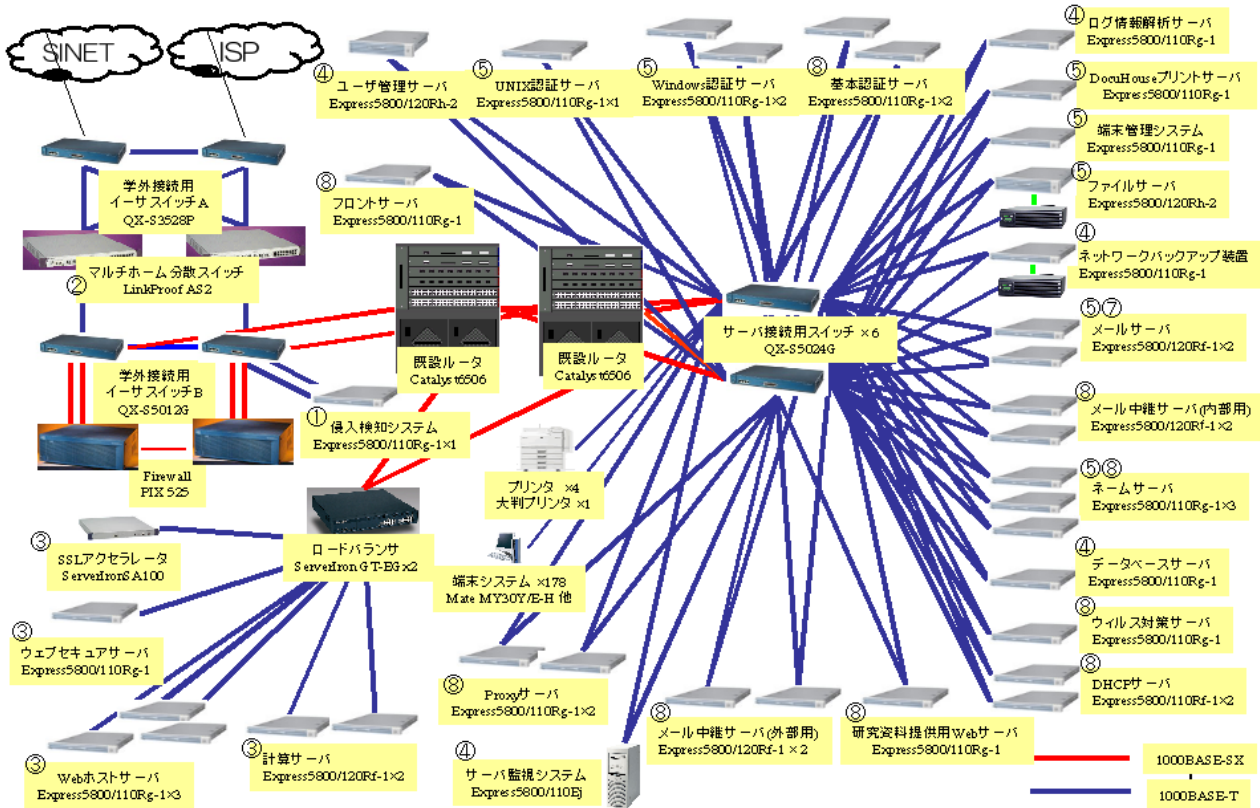 SINET
ISP
④
ユーザ管理サーバ
Express5800/120Rh-2
⑤
UNIX認証サーバ
Express5800/110Rg-1×1
⑤
Windows認証サーバ
Express5800/110Rg-1×2
⑧
基本認証サーバ
Express5800/110Rg-1×2
④
ログ情報解析サーバ
Express5800/110Rg-1
⑤
DocuHouseプリントサーバ
Express5800/110Rg-1
⑤
端末管理システム
Express5800/110Rg-1
⑤
ファイルサーバ
Express5800/120Rh-2
④
ネットワークバックアップ装置
Express5800/110Rg-1
⑤⑦
メールサーバ
Express5800/120Rf-1×2
⑧
メール中継サーバ(内部用)
Express5800/120Rf-1×2
⑤⑧
ネームサーバ
Express5800/110Rg-1×3
④
データベースサーバ
Express5800/110Rg-1
⑧
ウィルス対策サーバ
Express5800/110Rg-1
⑧
DHCPサーバ
Express5800/110Rf-1×2
学外接続用
イーサスイッチA
QX-S3528P
⑧
フロントサーバ
Express5800/110Rg-1
②
マルチホーム分散スイッチ
LinkProof AS2
既設ルータ
Catalyst6506
既設ルータ
Catalyst6506
サーバ接続用スイッチ ×6
QX-S5024G
学外接続用
イーサスイッチB
QX-S5012G
①
侵入検知システム
Express5800/110Rg-1×1
Firewall
PIX 525
プリンタ ×4
大判プリンタ ×1
③
SSLアクセラレータ
ServerIronSA100
ロードバランサ
ServerIron GT-EGx2
端末システム ×178
Mate MY30Y/E-H 他
③
ウェブセキュアサーバ
Express5800/110Rg-1
⑧
Proxyサーバ
Express5800/110Rg-1×2
③
Webホストサーバ
Express5800/110Rg-1×3
③
計算サーバ
Express5800/120Rf-1×2
④
サーバ監視システム
Express5800/110Ej
⑧
メール中継サーバ(外部用)
Express5800/120Rf-1 ×2
⑧
研究資料提供用Webサーバ
Express5800/110Rg-1
1000BASE-SX
1000BASE-T